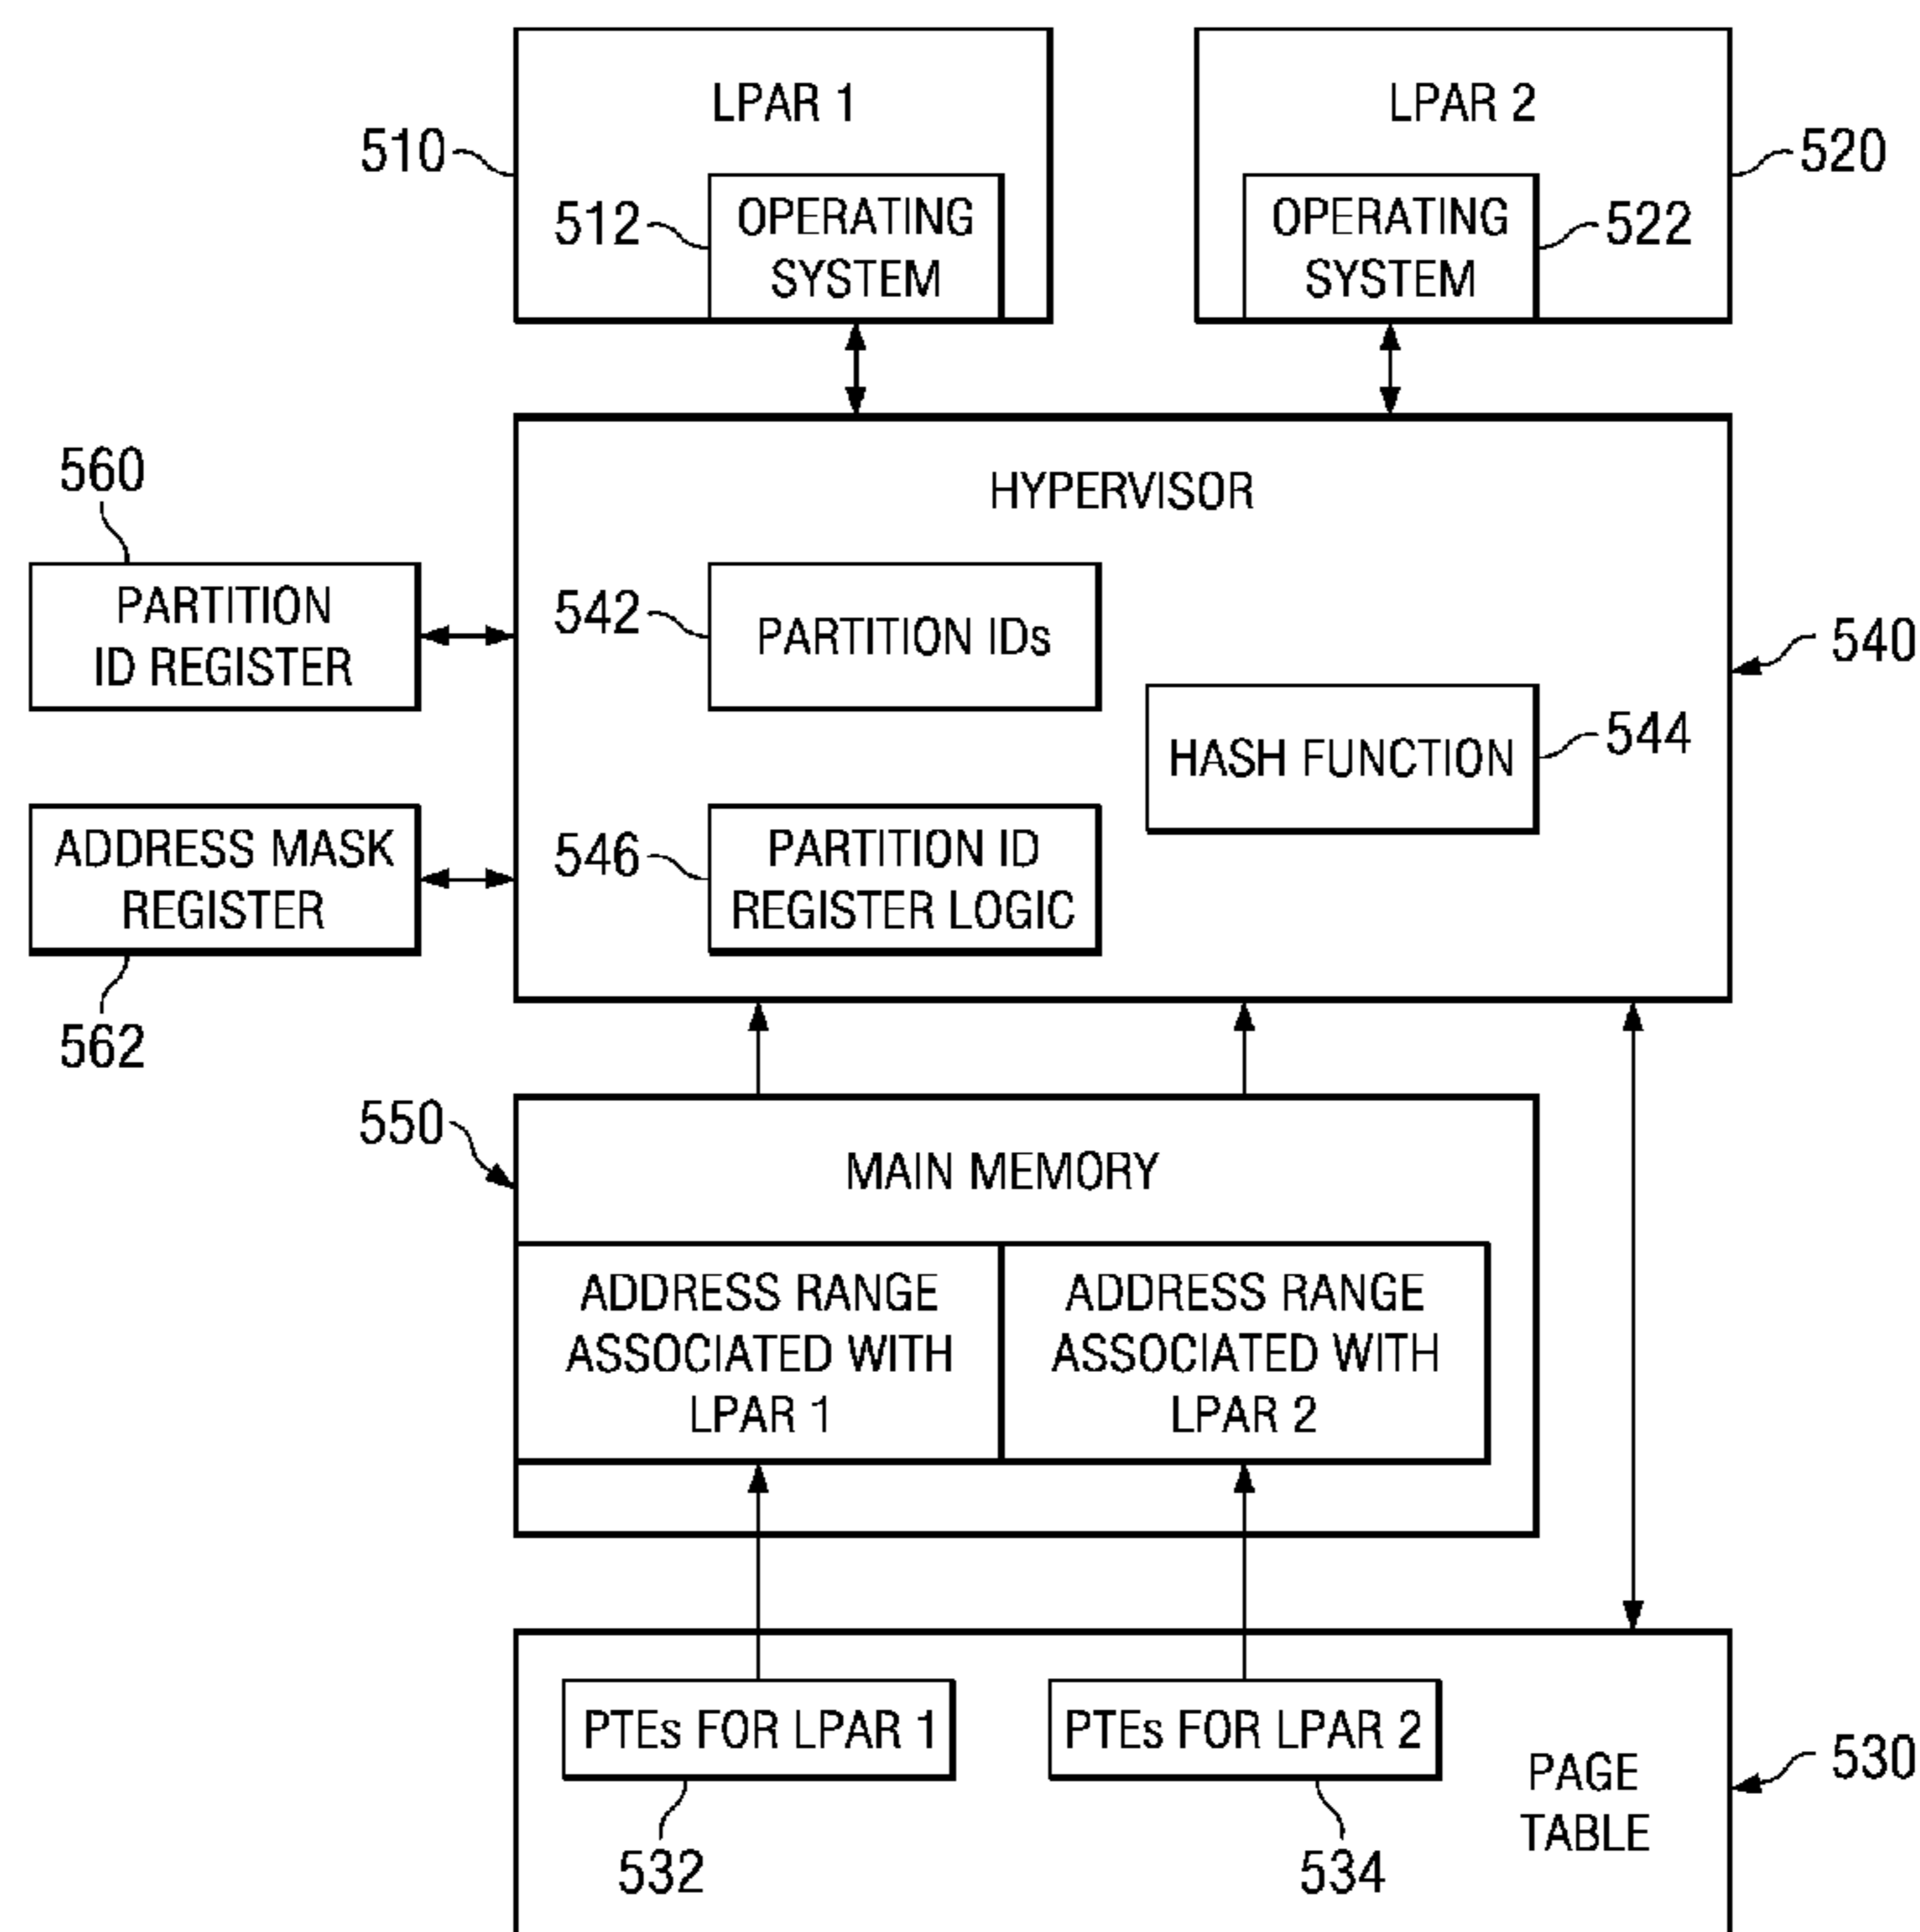 LPAR 1
LPAR 2
510
520
512
OPERATING
SYSTEM
OPERATING
SYSTEM
522
HYPERVISOR
560
PARTITION
ID REGISTER
542
PARTITION IDs
540
HASH FUNCTION
544
ADDRESS MASK
REGISTER
546
PARTITION ID
REGISTER LOGIC
562
550
MAIN MEMORY
ADDRESS RANGE
ASSOCIATED WITH
LPAR 1
ADDRESS RANGE
ASSOCIATED WITH
LPAR 2
PTEs FOR LPAR 1
PTEs FOR LPAR 2
PAGE
TABLE
530
532
534